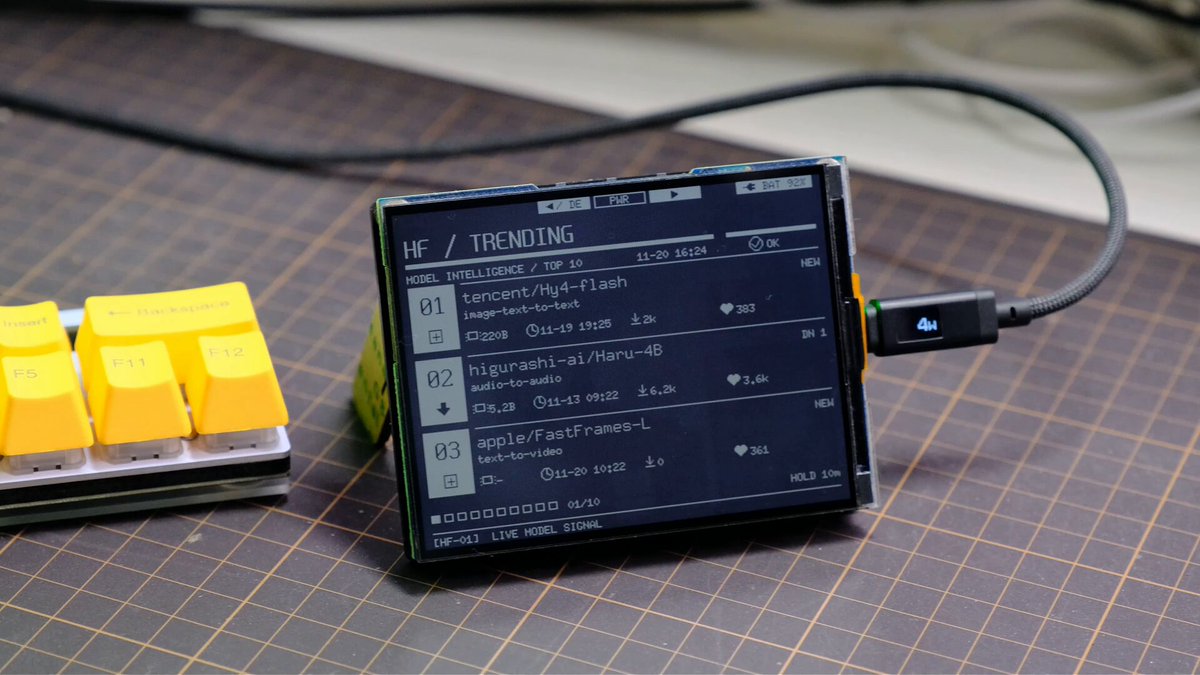 ◄/ DE PWR ► BAT 92%
HF / TRENDING
MODEL INTELLIGENCE / TOP 10 11-20 16:24 OK
01 tencent/Hy4-flash NEW
image-text-to-text
220B 11-19 19:25 2k 383
02 higurashi-ai/Haru-4B DN 1
audio-to-audio
5.2B 11-13 09:22 6.2k 3.6k
03 apple/FastFrames-L NEW
text-to-video
- 11-20 10:22 0 361
01/10 HOLD 10m
[HF-01] LIVE MODEL SIGNAL
4W
Insert ← Backspace
F5 F11 F12